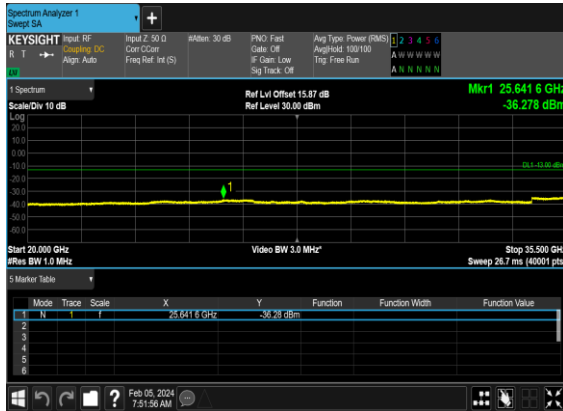 Spectrum Analyzer 1
Swept SA
+
KEYSIGHT
R T
Input: RF
Coupling: DC
Align: Auto
Input Z: 50 Ω
Corr CCorr
Freq Ref: Int (S)
#Atten: 30 dB
PNO: Fast
Gate: Off
IF Gain: Low
Sig Track: Off
Avg Type: Power (RMS)
Avg|Hold: 100/100
Trig: Free Run
1 2 3 4 5 6
A W W W W W
A N N N N N
1 Spectrum
Scale/Div 10 dB
Log
Ref Lvl Offset 15.87 dB
Ref Level 30.00 dBm
Mkr1 25.641 6 GHz
-36.278 dBm
20.0
10.0
0.00
-10.0
-20.0
-30.0
-40.0
-50.0
-60.0
DL1 -13.00 dBm
1
Start 20.000 GHz
#Res BW 1.0 MHz
Video BW 3.0 MHz*
Stop 35.500 GHz
Sweep 26.7 ms (40001 pts)
5 Marker Table
Mode Trace Scale X Y Function Function Width Function Value
1 N 1 f 25.641 6 GHz -36.28 dBm
2
3
4
5
6
?
Feb 05, 2024
7:51:56 AM